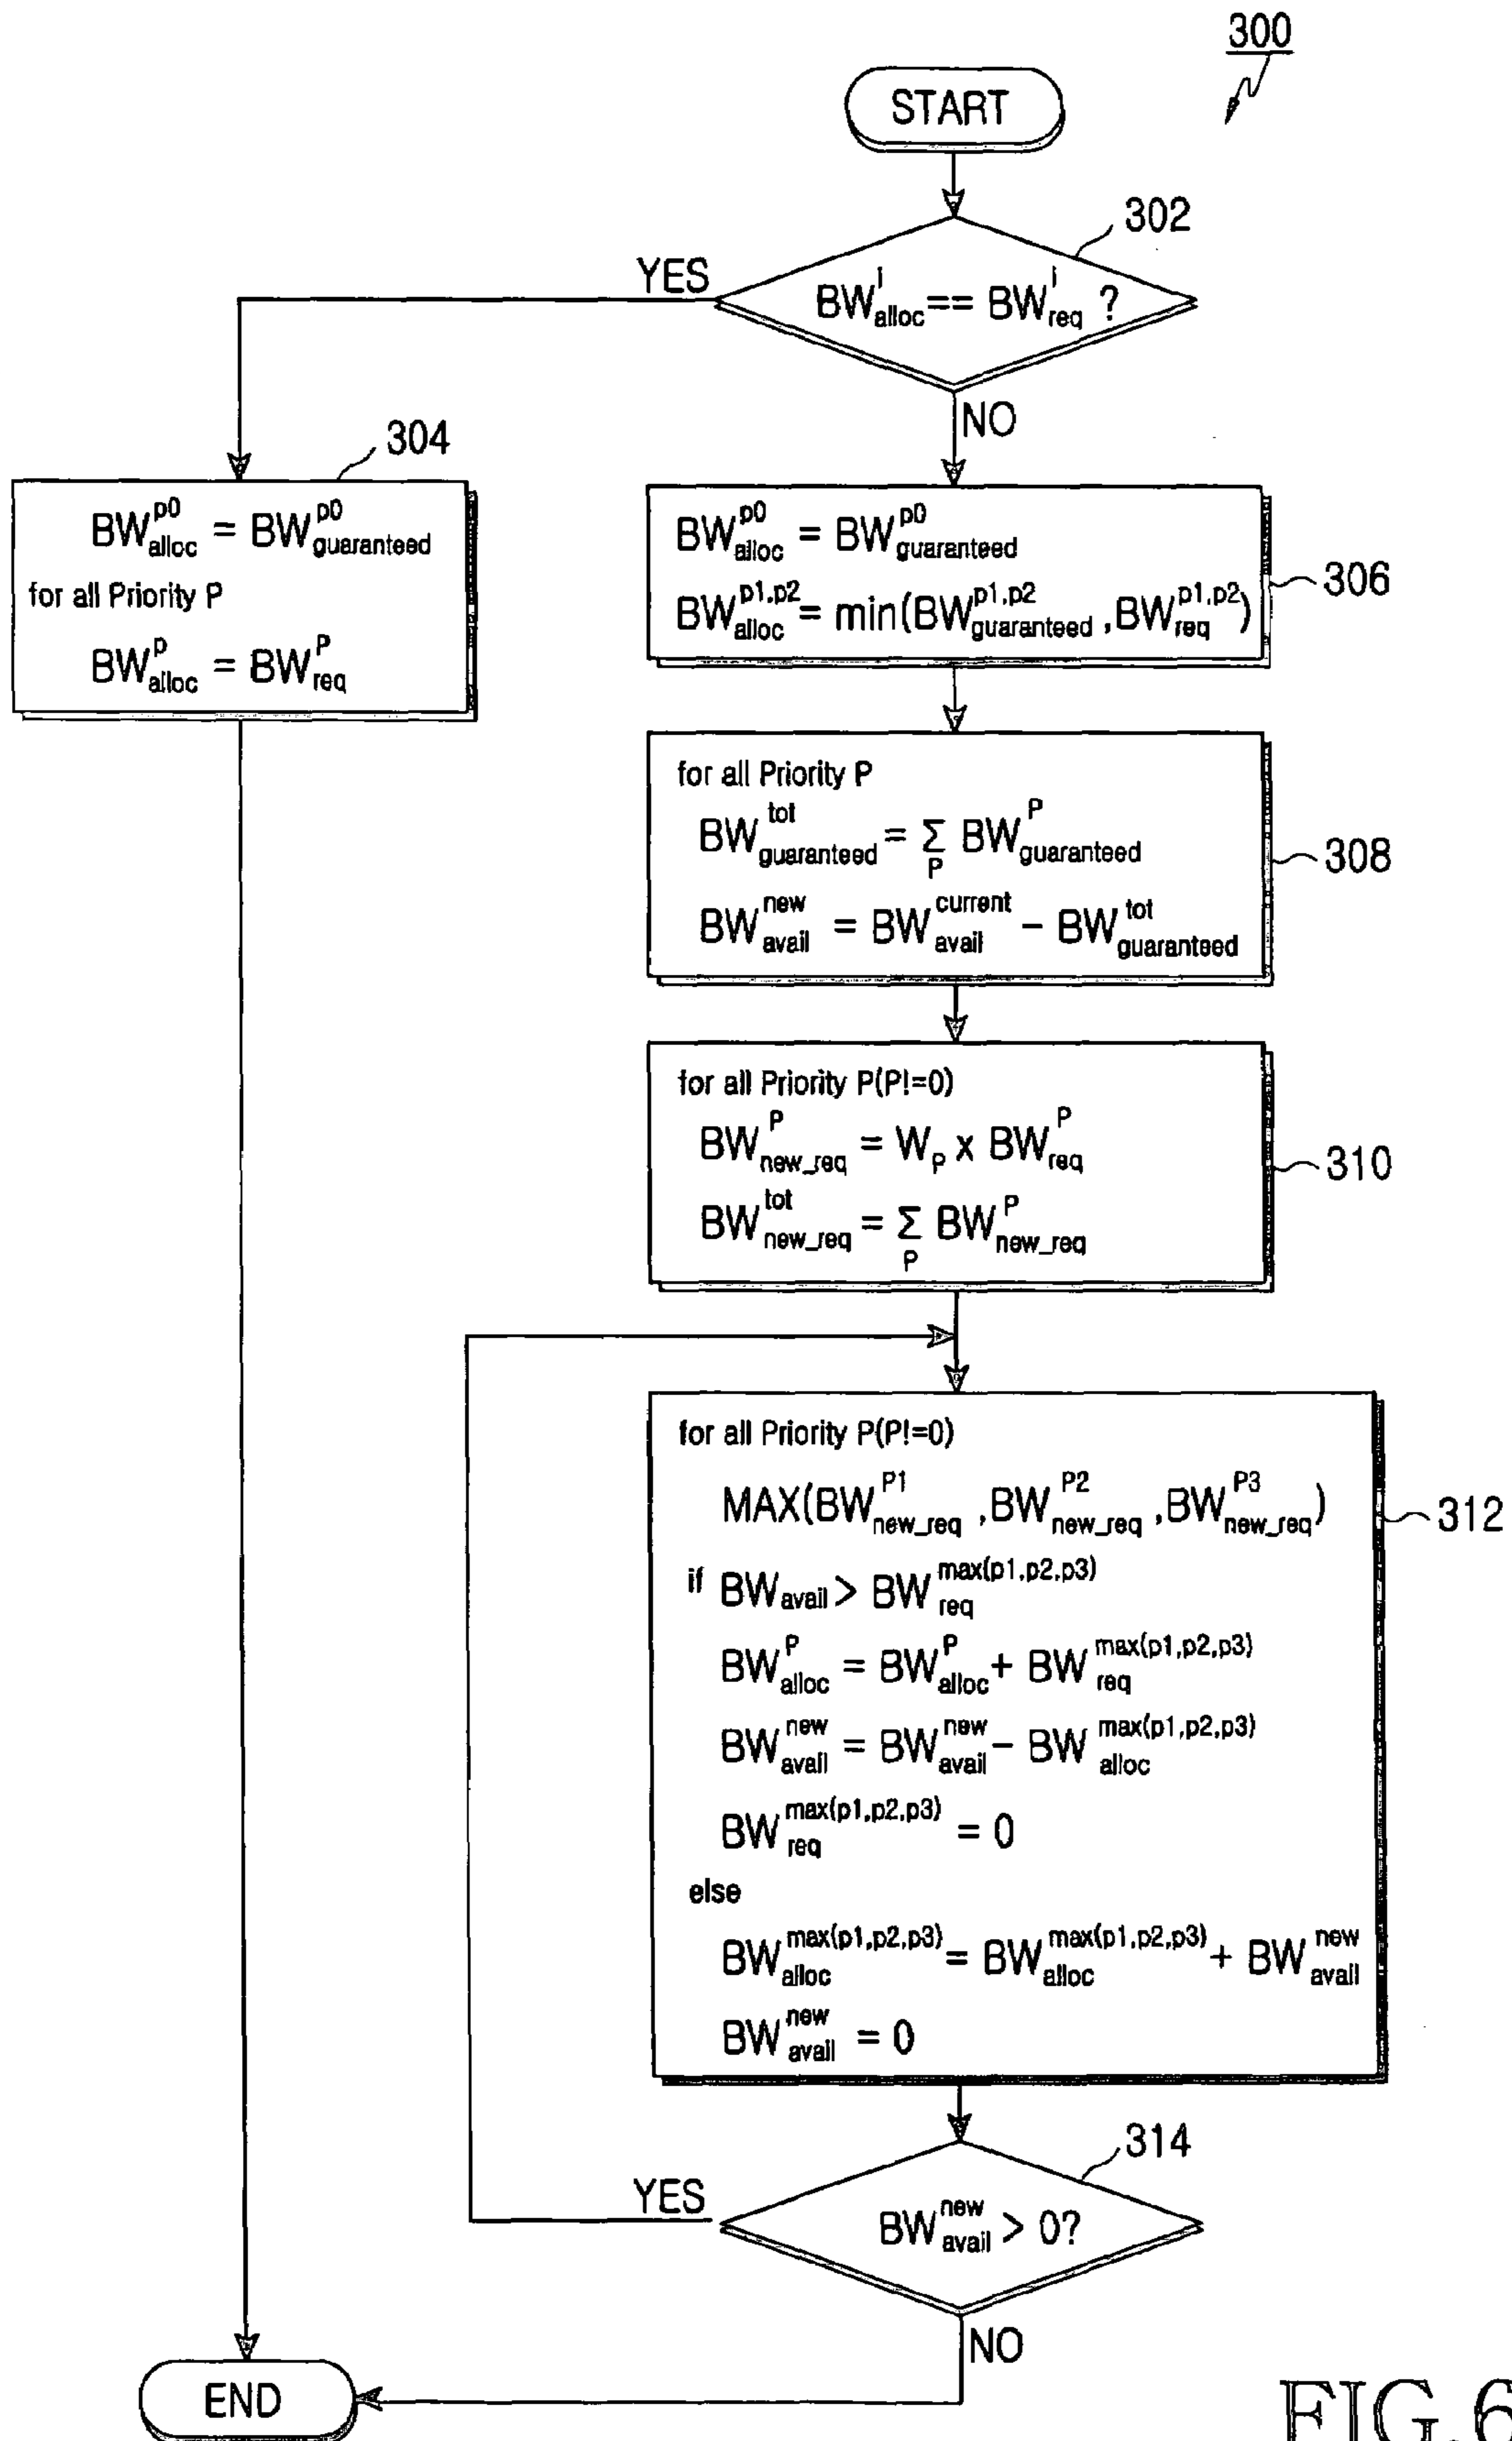 300
START
302
BW^i_alloc == BW^i_req ?
YES
NO
304
BW^p0_alloc = BW^p0_guaranteed
for all Priority P
BW^p_alloc = BW^P_req
BW^p0_alloc = BW^p0_guaranteed
BW^p1,p2_alloc = min(BW^p1,p2_guaranteed ,BW^p1,p2_req)
306
for all Priority P
BW^tot_guaranteed = Σ_P BW^P_guaranteed
BW^new_avail = BW^current_avail - BW^tot_guaranteed
308
for all Priority P(P!=0)
BW^P_new_req = W_P x BW^P_req
BW^tot_new_req = Σ_P BW^P_new_req
310
for all Priority P(P!=0)
MAX(BW^P1_new_req ,BW^P2_new_req ,BW^P3_new_req)
if BW_avail > BW^max(p1,p2,p3)_req
BW^P_alloc = BW^P_alloc + BW^max(p1,p2,p3)_req
BW^new_avail = BW^new_avail - BW^max(p1,p2,p3)_alloc
BW^max(p1,p2,p3)_req = 0
else
BW^max(p1,p2,p3)_alloc = BW^max(p1,p2,p3)_alloc + BW^new_avail
BW^new_avail = 0
312
314
BW^new_avail > 0?
YES
NO
END
FIG.6